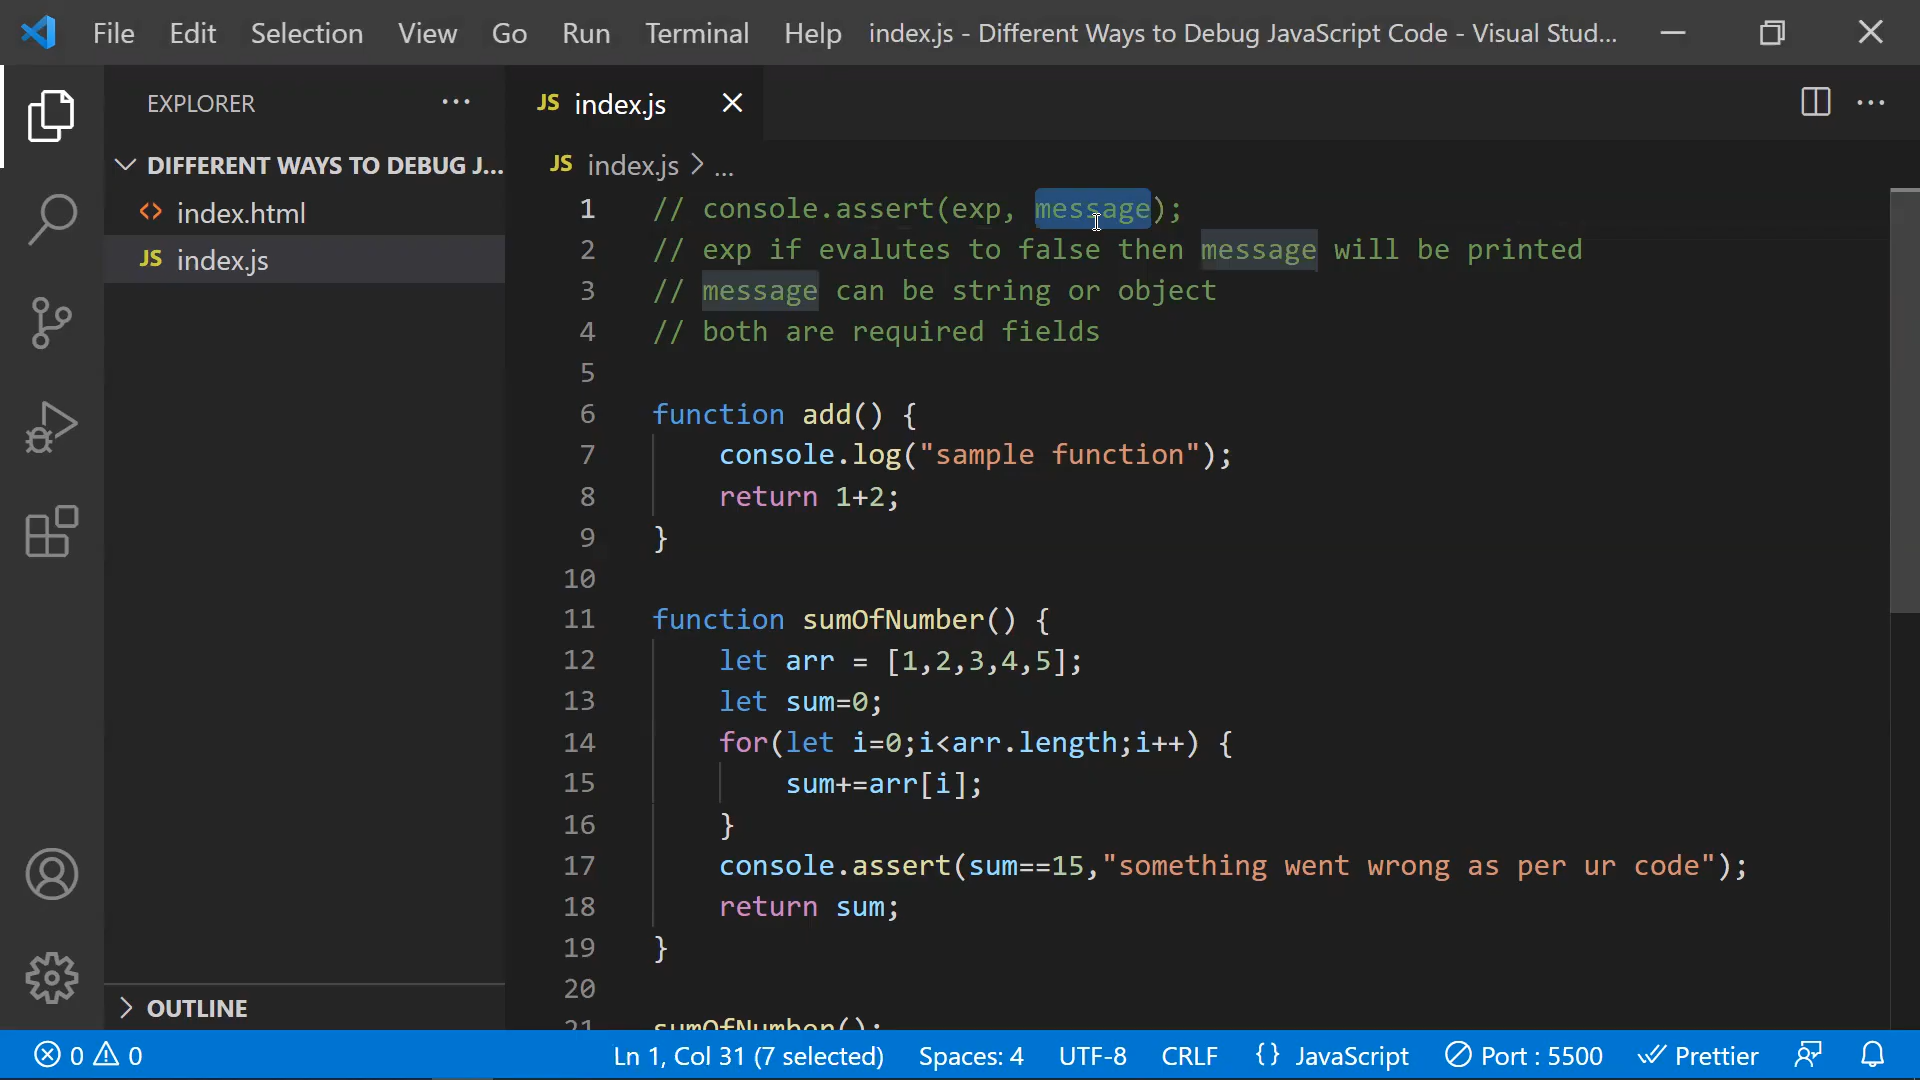 File Edit Selection View Go Run Terminal Help index.js - Different Ways to Debug JavaScript Code - Visual Stud...
EXPLORER ...
DIFFERENT WAYS TO DEBUG J...
index.html
JS index.js
JS index.js
JS index.js > ...
1 // console.assert(exp, message);
2 // exp if evalutes to false then message will be printed
3 // message can be string or object
4 // both are required fields
5
6 function add() {
7 console.log("sample function");
8 return 1+2;
9 }
10
11 function sumOfNumber() {
12 let arr = [1,2,3,4,5];
13 let sum=0;
14 for(let i=0;i<arr.length;i++) {
15 sum+=arr[i];
16 }
17 console.assert(sum==15,"something went wrong as per ur code");
18 return sum;
19 }
20
21 sumOfNumber();
OUTLINE
0 0 Ln 1, Col 31 (7 selected) Spaces: 4 UTF-8 CRLF {} JavaScript Port : 5500 Prettier